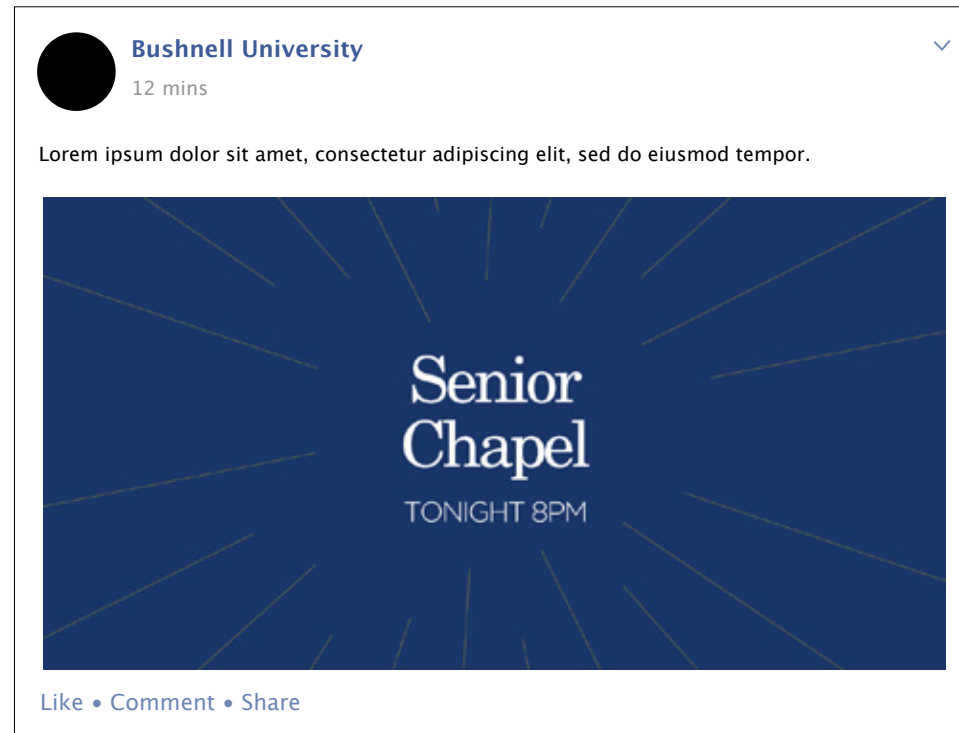 Bushnell University
12 mins
Lorem ipsum dolor sit amet, consectetur adipiscing elit, sed do eiusmod tempor.
Senior
Chapel
TONIGHT 8PM
Like • Comment • Share